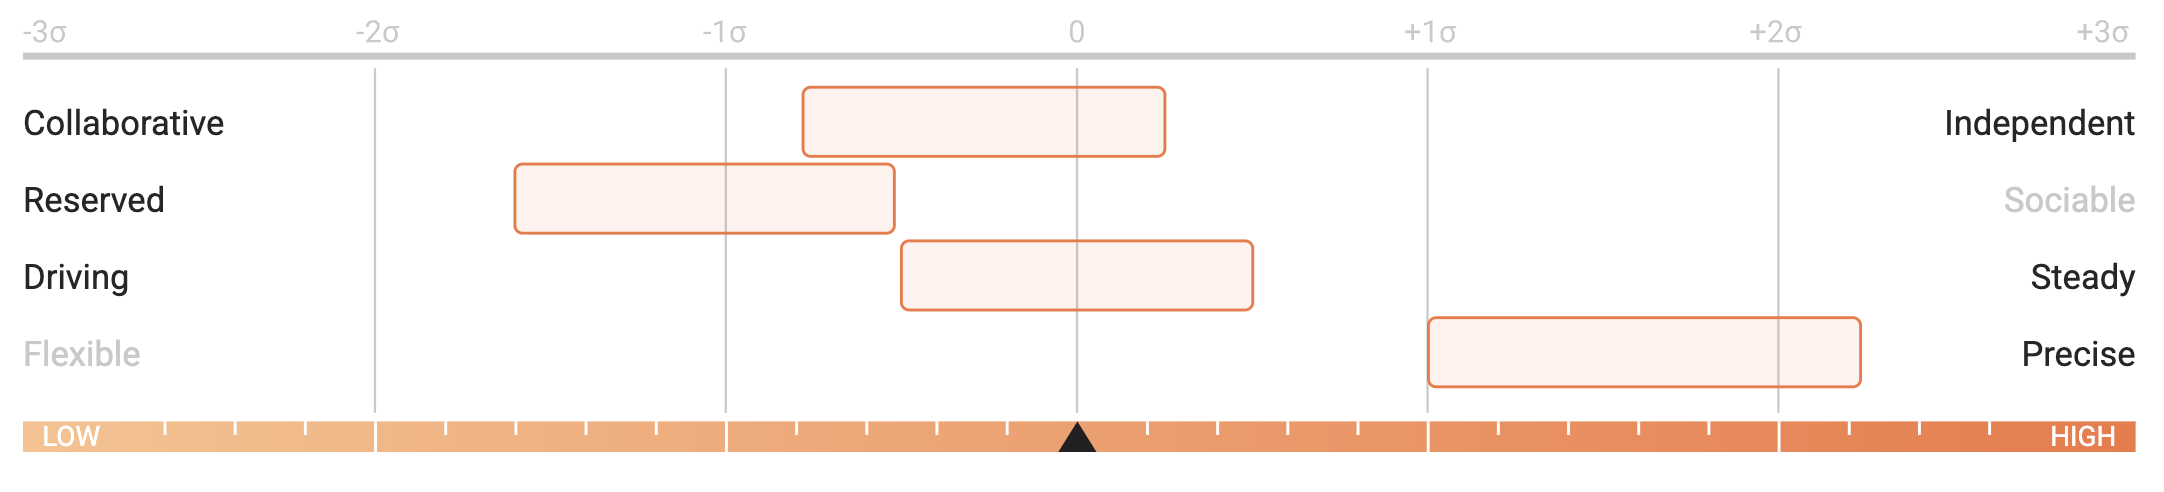 -3σ -2σ -1σ 0 +1σ +2σ +3σ
Collaborative Independent
Reserved Sociable
Driving Steady
Flexible Precise
LOW HIGH